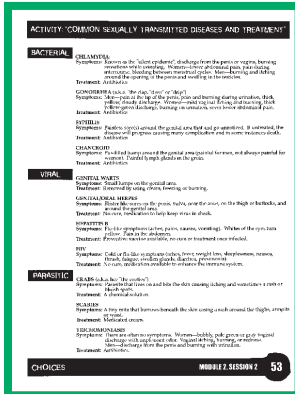 ACTIVITY: "COMMON SEXUALLY TRANSMITTED DISEASES AND TREATMENT"
BACTERIAL
CHLAMYDIA
Symptoms: Known as the "silent epidemic", discharge from the penis or vagina, burning
sensations while urinating. Women—lower abdominal pain, pain during
intercourse, bleeding between menstrual cycles. Men—burning and itching
around the opening of the penis and swelling in the testicles.
Treatment: Antibiotics
GONORRHEA (a.k.a. "the clap," "dose" or "drip")
Symptoms: Men—pain at the tip of the penis, pain and burning during urination, thick
yellow/cloudy discharge. Women—mild vaginal itching and burning, thick
yellow-green discharge, burning on urination, severe lower abdominal pain.
Treatment: Antibiotics
SYPHILIS
Symptoms: Painless sore(s) around the genital area that go untreated. If untreated, the
disease will progress causing many complications and in some instances death.
Treatment: Antibiotics
CHANCROID
Symptoms: Pus-filled bump around the genital area (painful for men, not always painful for
women). Painful lymph glands in the groin.
Treatment: Antibiotics
VIRAL
GENITAL WARTS
Symptoms: Small lumps on the genital area.
Treatment: Removed by using cream, freezing or burning.
GENITAL/ORAL HERPES
Symptoms: Blister-like sores on the penis, vulva, over the anus, on the thigh or buttocks, and
around the genital area.
Treatment: No cure, medication to help keep virus in check.
HEPATITIS B
Symptoms: Flu-like symptoms (aches, pains, nausea, vomiting). Whites of the eyes turn
yellow. Pain in the abdomen.
Treatment: Preventive vaccine available, no cure or treatment once infected.
HIV
Symptoms: Cold or flu-like symptoms (aches, fever, weight loss, sleeplessness, nausea,
thrush, fatigue, swollen glands, diarrhea, pneumonia).
Treatment: No cure, medication available to enhance the immune system.
PARASITIC
CRABS (a.k.a. lice "the crabs")
Symptoms: Parasite that lives on and bites the skin causing itching and sometimes a rash or
bluish spots.
Treatment: A chemical solution.
SCABIES
Symptoms: A tiny mite that burrows beneath the skin causing a rash around the thighs, armpits
or waist.
Treatment: Medicated cream.
TRICHOMONIASIS
Symptoms: There are often no symptoms. Women—bubbly, pale green or gray vaginal
discharge with unpleasant odor. Vaginal itching, burning, or redness.
Men—discharge from the penis and burning with urination.
Treatment: Antibiotics.
CHOICES
MODULE 2, SESSION 2
53